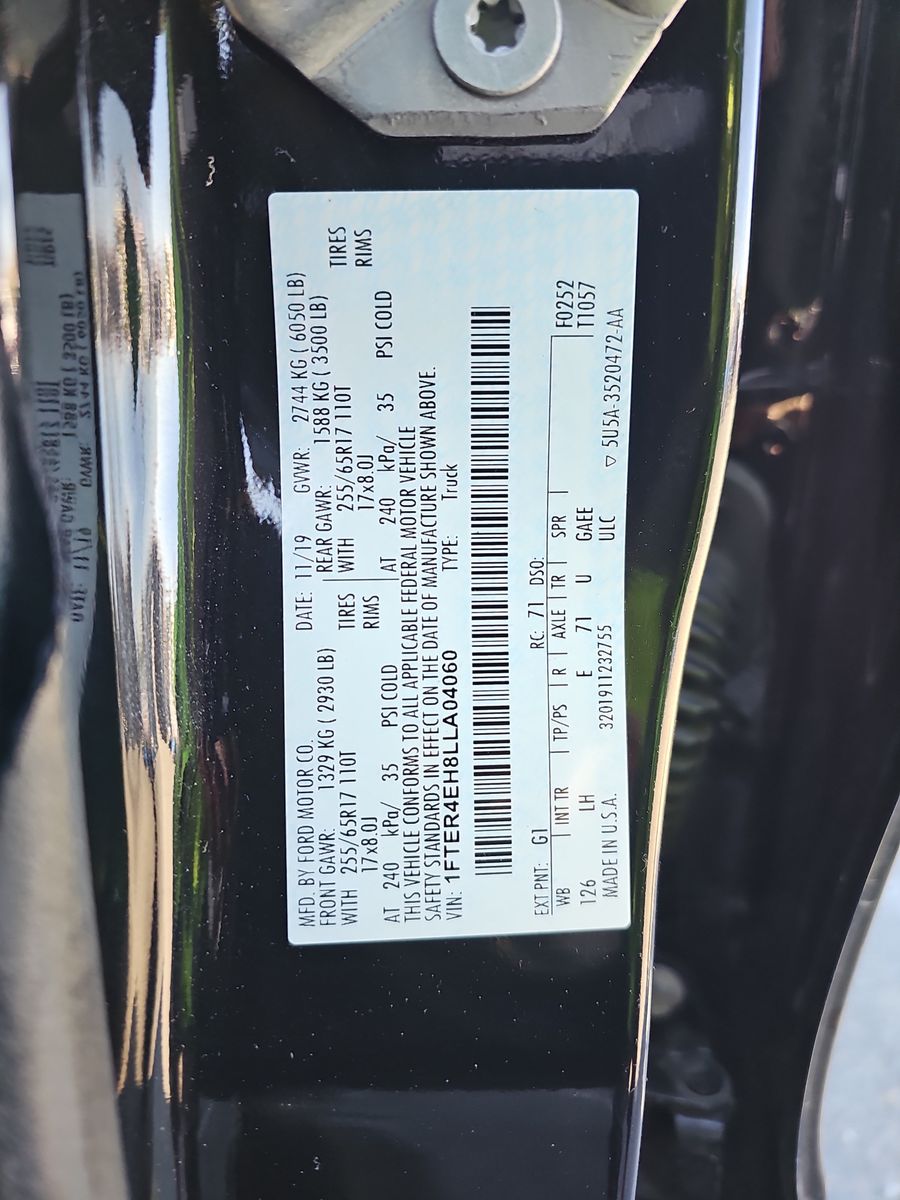 MFD. BY FORD MOTOR CO. DATE: 11/19 GVWR: 2744 KG ( 6050 LB)
FRONT GAWR: 1329 KG ( 2930 LB) REAR GAWR: 1588 KG ( 3500 LB)
WITH 255/65R17 110T TIRES WITH 255/65R17 110T TIRES
17x8.0J RIMS 17x8.0J RIMS
AT 240 kPa/ 35 PSI COLD AT 240 kPa/ 35 PSI COLD
THIS VEHICLE CONFORMS TO ALL APPLICABLE FEDERAL MOTOR VEHICLE
SAFETY STANDARDS IN EFFECT ON THE DATE OF MANUFACTURE SHOWN ABOVE.
VIN: 1FTER4EH8LLA04060 TYPE: Truck
EXT PNT: G1 RC: 71 DSO:
WB INT TR TP/PS R AXLE TR SPR F0252
126 LH E 71 U GAEE T1057
MADE IN U.S.A. 3201911232755 ULC ▽ 5U5A-3520472-AA